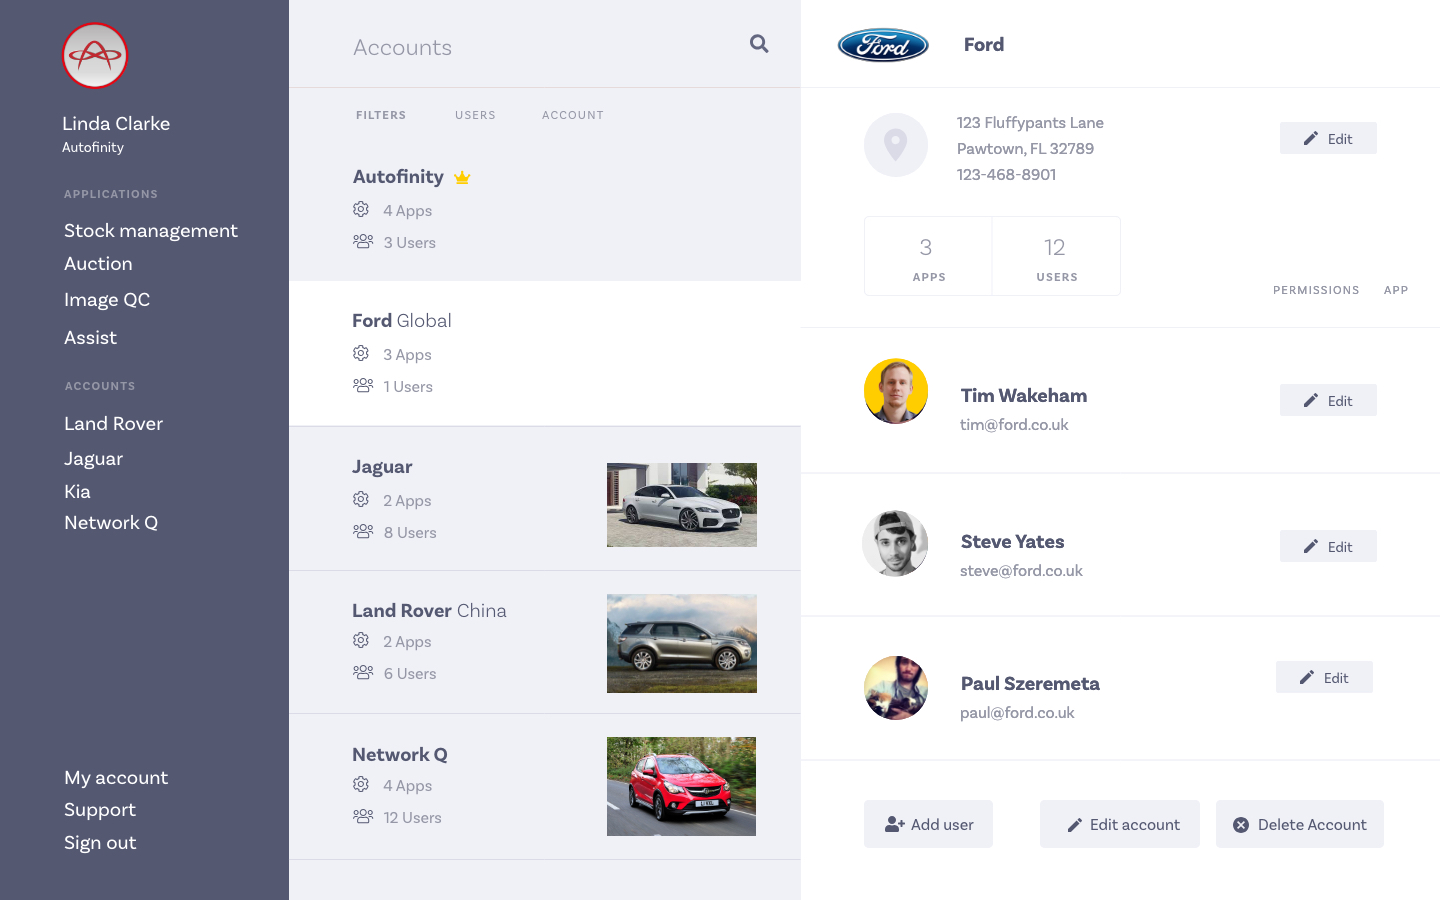 Linda Clarke
Autofinity
APPLICATIONS
Stock management
Auction
Image QC
Assist
ACCOUNTS
Land Rover
Jaguar
Kia
Network Q
My account
Support
Sign out
Accounts
FILTERS USERS ACCOUNT
Autofinity
4 Apps
3 Users
Ford Global
3 Apps
1 Users
Jaguar
2 Apps
8 Users
Land Rover China
2 Apps
6 Users
Network Q
4 Apps
12 Users
Ford
Ford
123 Fluffypants Lane
Pawtown, FL 32789
123-468-8901
Edit
3 12
APPS USERS
PERMISSIONS APP
Tim Wakeham
tim@ford.co.uk
Edit
Steve Yates
steve@ford.co.uk
Edit
Paul Szeremeta
paul@ford.co.uk
Edit
Add user Edit account Delete Account